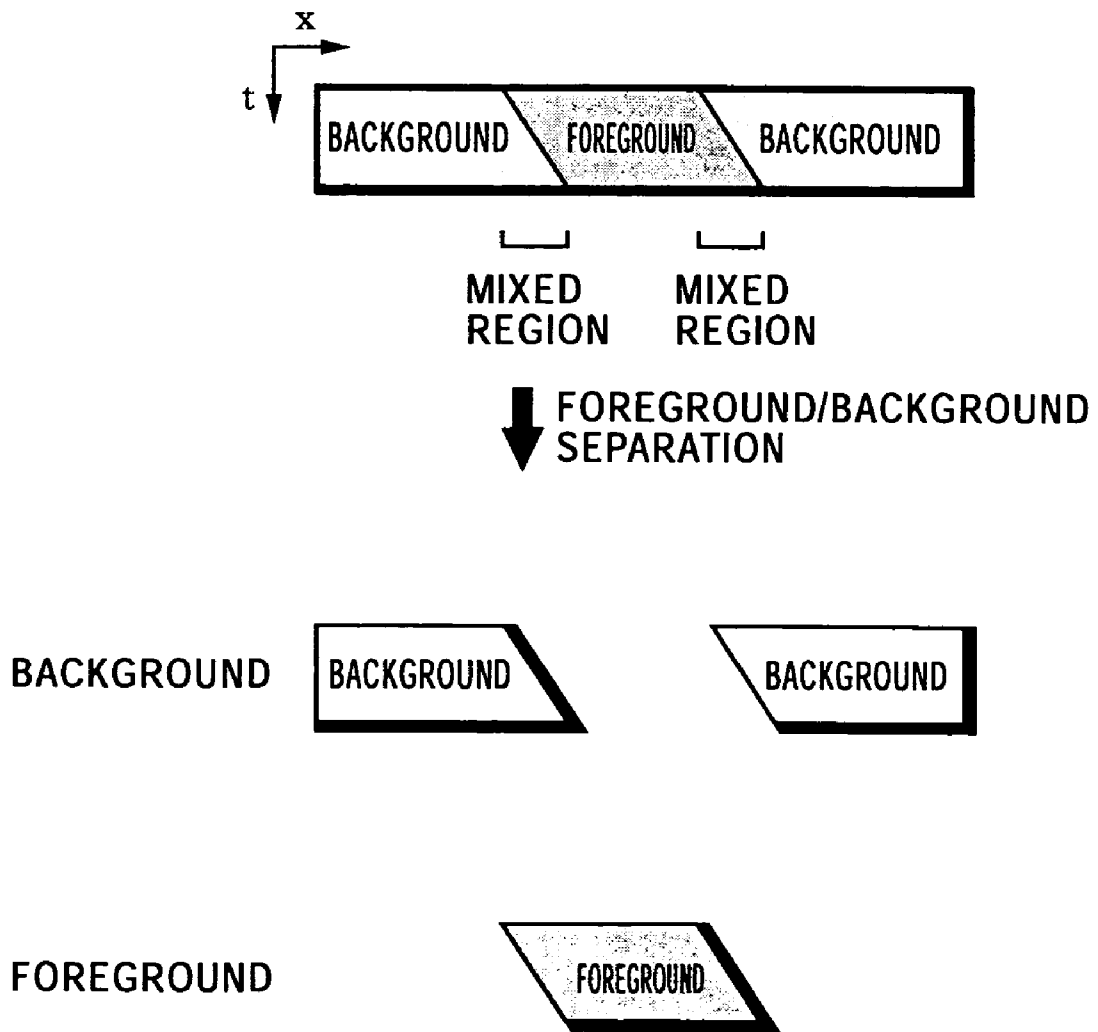 x
t
BACKGROUND FOREGROUND BACKGROUND
MIXED REGION MIXED REGION
FOREGROUND/BACKGROUND
SEPARATION
BACKGROUND BACKGROUND BACKGROUND
FOREGROUND FOREGROUND